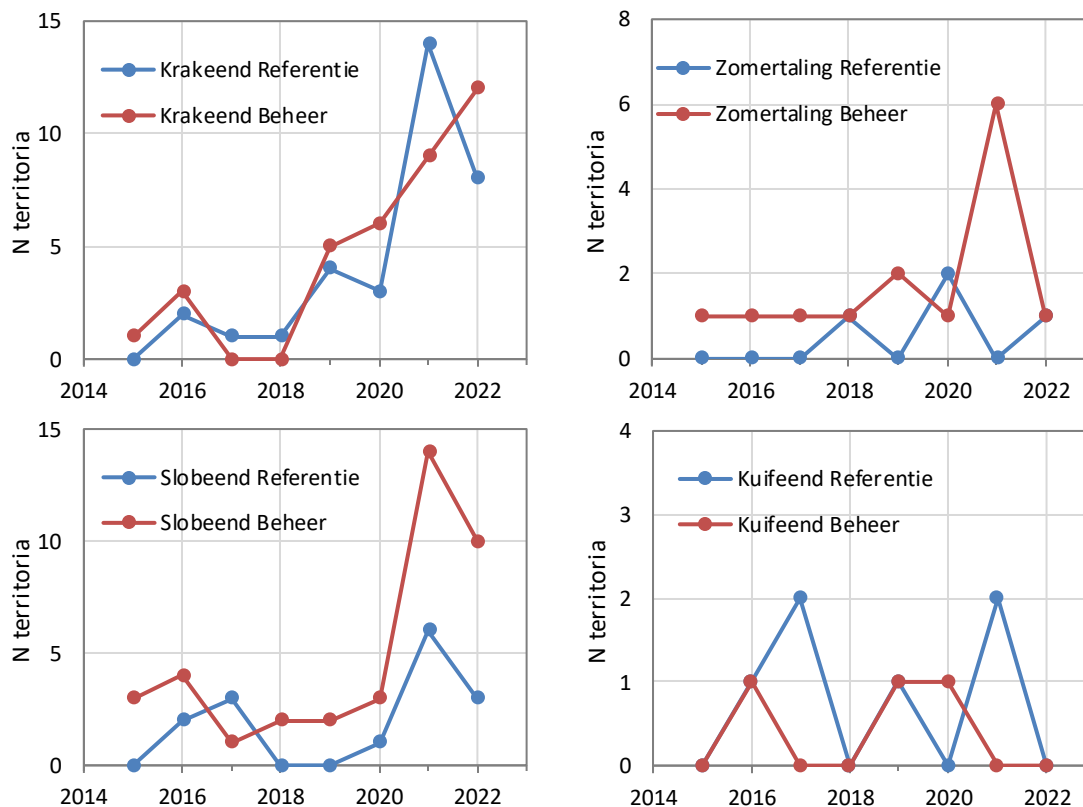 15
10
5
0
N territoria
Krakeend Referentie
Krakeend Beheer
2014 2016 2018 2020 2022
8
6
4
2
0
N territoria
Zomertaling Referentie
Zomertaling Beheer
2014 2016 2018 2020 2022
15
10
5
0
N territoria
Slobeend Referentie
Slobeend Beheer
2014 2016 2018 2020 2022
4
3
2
1
0
N territoria
Kuifeend Referentie
Kuifeend Beheer
2014 2016 2018 2020 2022